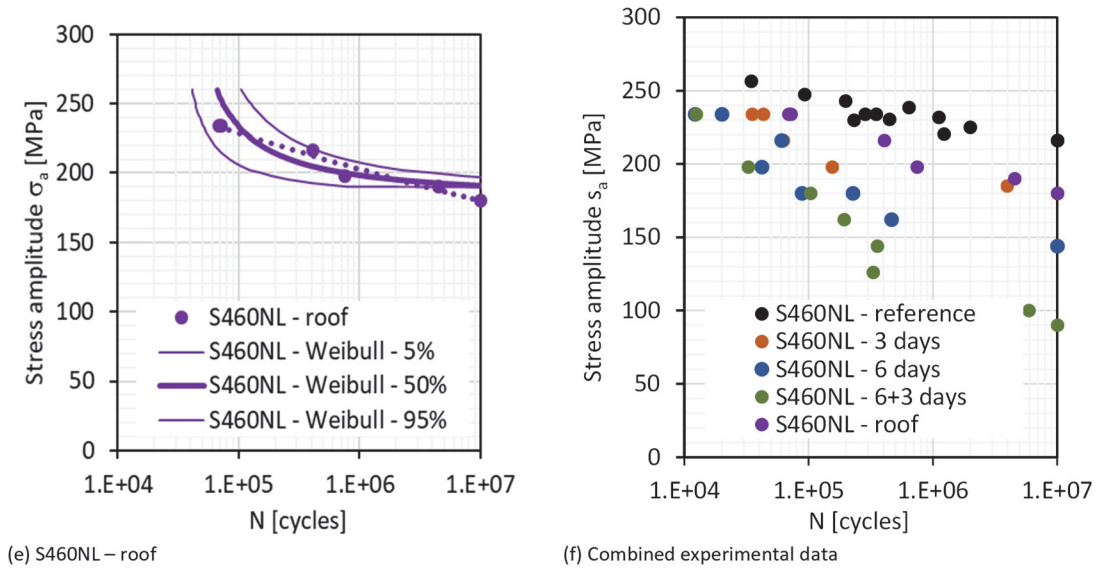 300
250
200
150
100
50
0
Stress amplitude σa [MPa]
S460NL - roof
S460NL - Weibull - 5%
S460NL - Weibull - 50%
S460NL - Weibull - 95%
1.E+04 1.E+05 1.E+06 1.E+07
N [cycles]
(e) S460NL – roof
300
250
200
150
100
50
0
Stress amplitude sa [MPa]
S460NL - reference
S460NL - 3 days
S460NL - 6 days
S460NL - 6+3 days
S460NL - roof
1.E+04 1.E+05 1.E+06 1.E+07
N [cycles]
(f) Combined experimental data